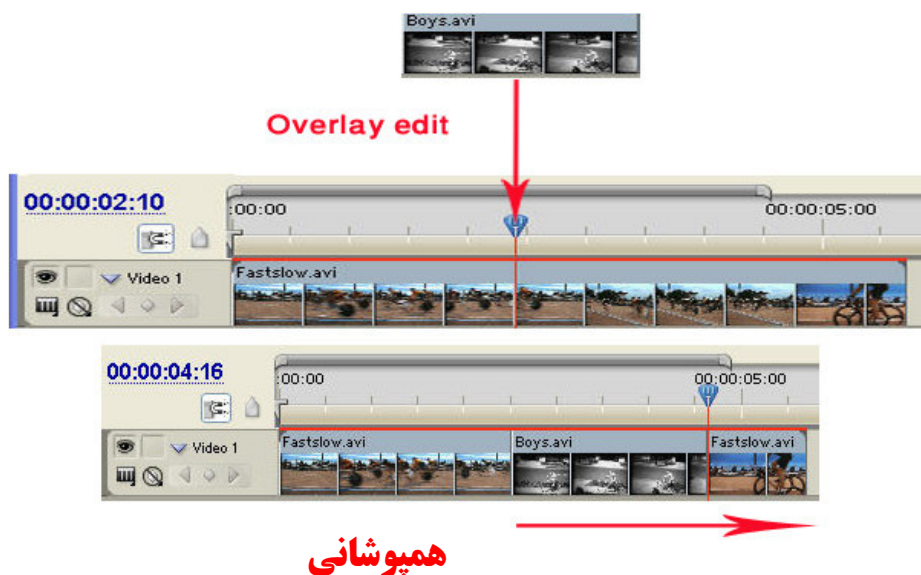 Boys.avi
Overlay edit
00:00:02:10
:00:00
00:00:05:00
Video 1
Fastslow.avi
00:00:04:16
:00:00
00:00:05:00
Video 1
Fastslow.avi
Boys.avi
Fastslow.avi
همپوشانی